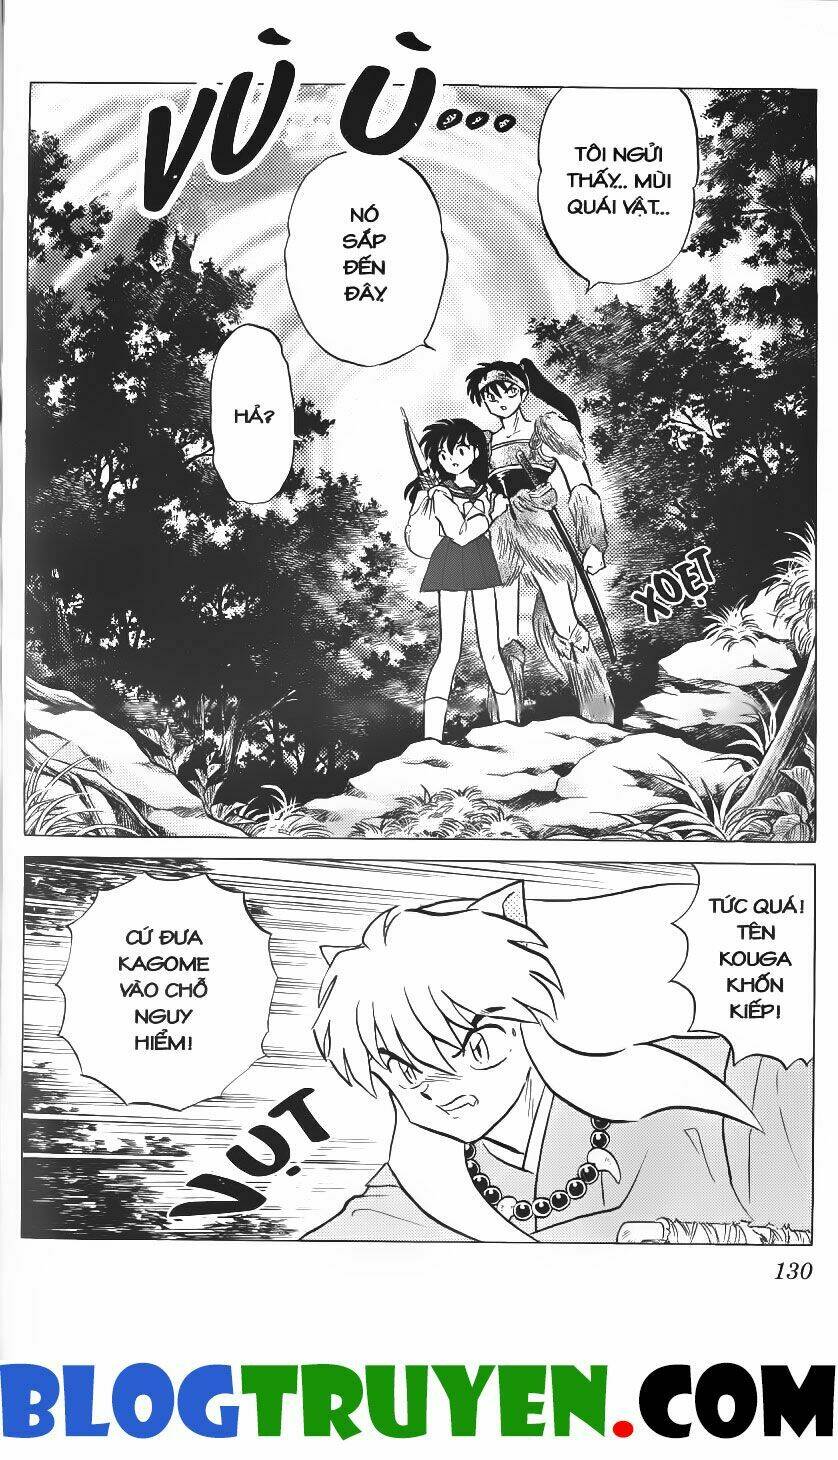 VÙ Ù...
TÔI NGỬI
THẤY... MÙI
QUÁI VẬT...
NÓ
SẮP
ĐẾN
ĐÂY.
HẢ?
XOẸT
TỨC QUÁ!
TÊN
KOUGA
KHỐN
KIẾP!
CỨ ĐƯA
KAGOME
VÀO CHỖ
NGUY
HIỂM!
VỤT
130
BLOGTRUYEN.COM